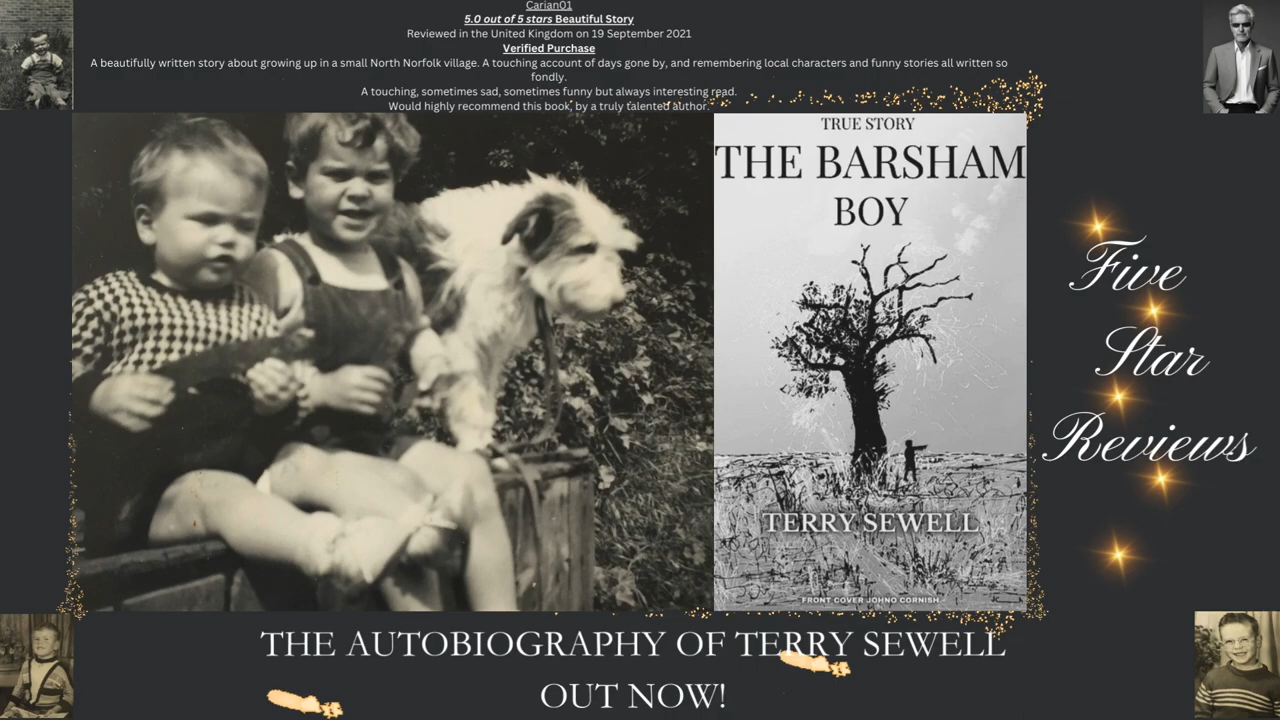 Carian01
5.0 out of 5 stars Beautiful Story
Reviewed in the United Kingdom on 19 September 2021
Verified Purchase
A beautifully written story about growing up in a small North Norfolk village. A touching account of days gone by, and remembering local characters and funny stories all written so
fondly.
A touching, sometimes sad, sometimes funny but always interesting read.
Would highly recommend this book, by a truly talented author.
TRUE STORY
THE BARSHAM
BOY
TERRY SEWELL
FRONT COVER JOHNO CORNISH
Five
Star
Reviews
THE AUTOBIOGRAPHY OF TERRY SEWELL
OUT NOW!